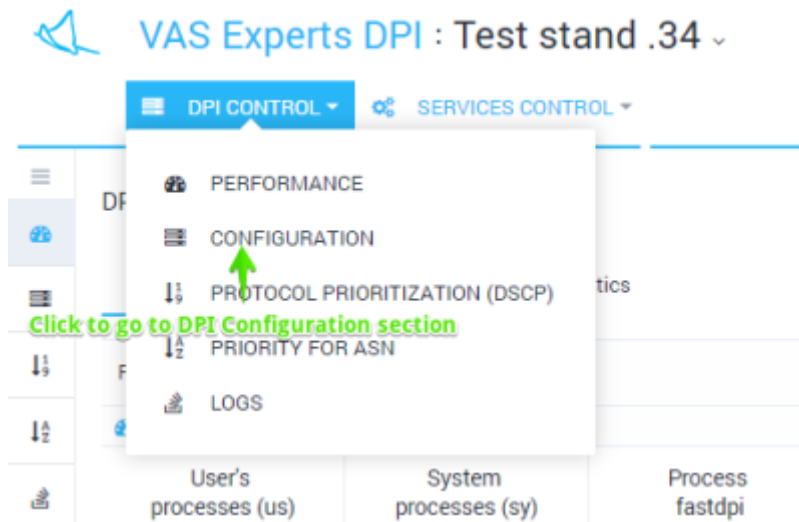 VAS Experts DPI : Test stand .34
DPI CONTROL
SERVICES CONTROL
PERFORMANCE
CONFIGURATION
PROTOCOL PRIORITIZATION (DSCP)
tics
Click to go to DPI Configuration section
PRIORITY FOR ASN
LOGS
User's
processes (us)
System
processes (sy)
Process
fastdpi